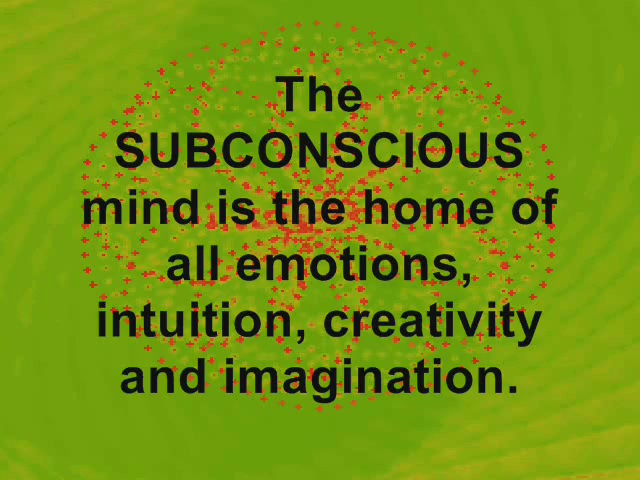 The
SUBCONSCIOUS
mind is the home of
all emotions,
intuition, creativity
and imagination.